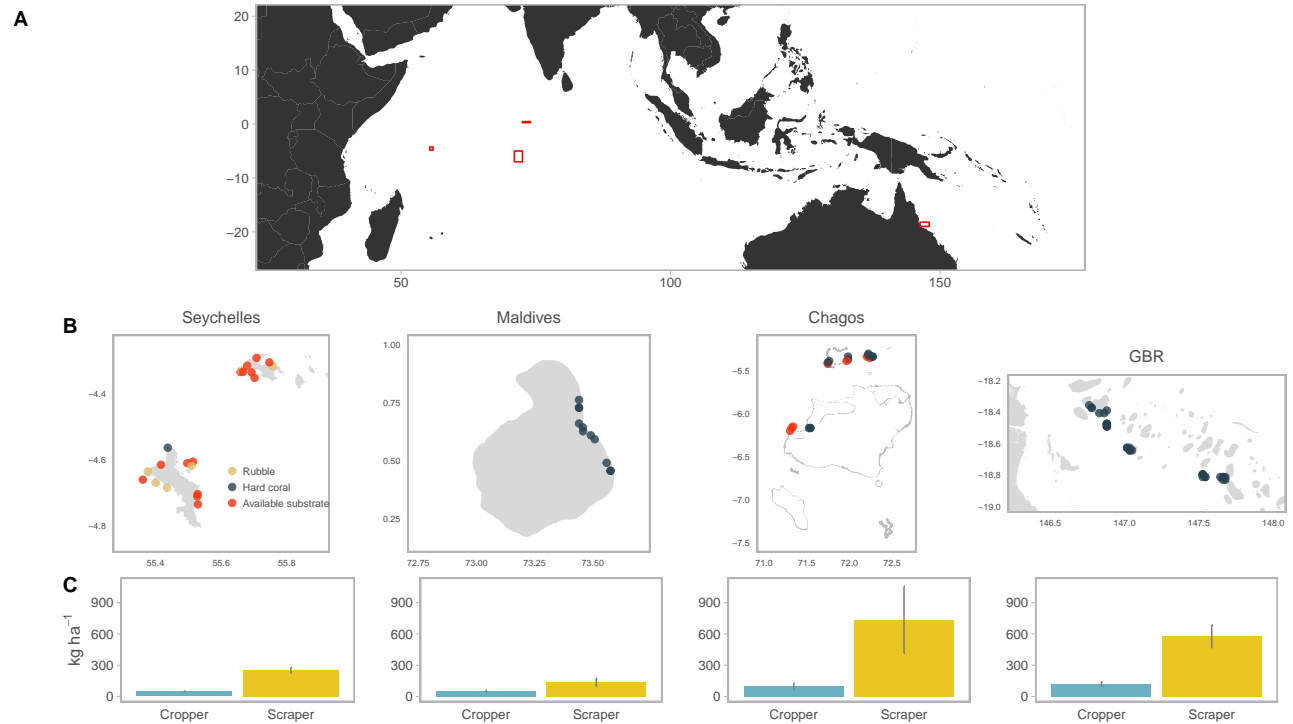 A
20
10
0
−10
−20
50 100 150
B
Seychelles
−4.4
−4.6
−4.8
55.4 55.6 55.8
Rubble
Hard coral
Available substrate
Maldives
1.00
0.75
0.50
0.25
72.75 73.00 73.25 73.50
Chagos
−5.5
−6.0
−6.5
−7.0
−7.5
71.0 71.5 72.0 72.5
GBR
−18.2
−18.4
−18.6
−18.8
−19.0
146.5 147.0 147.5 148.0
C
kg ha−1
900
600
300
0
Cropper Scraper
900
600
300
0
Cropper Scraper
900
600
300
0
Cropper Scraper
900
600
300
0
Cropper Scraper